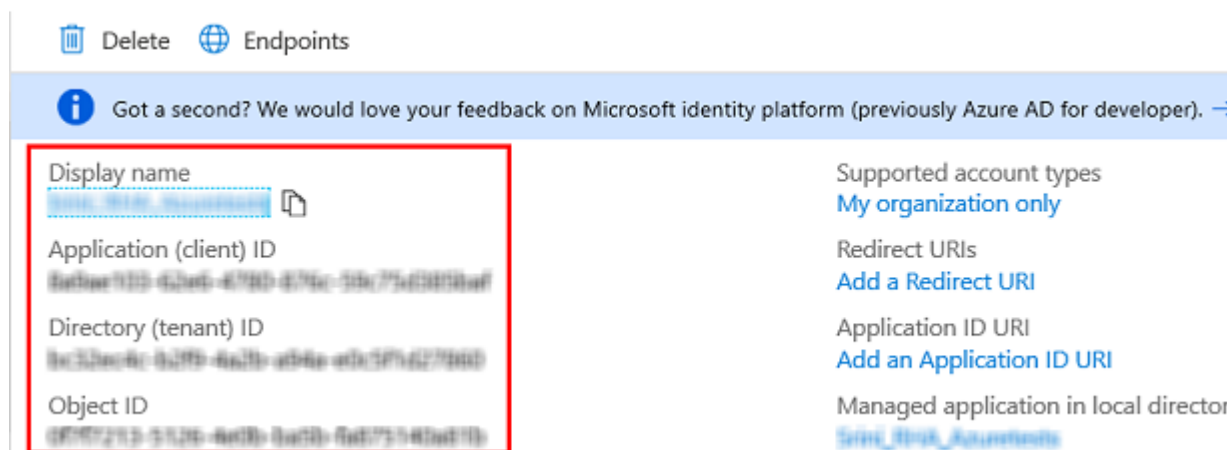 Delete Endpoints
Got a second? We would love your feedback on Microsoft identity platform (previously Azure AD for developer). →
Display name
Supported account types
My organization only
Application (client) ID
Redirect URIs
Add a Redirect URI
Directory (tenant) ID
Application ID URI
Add an Application ID URI
Object ID
Managed application in local director